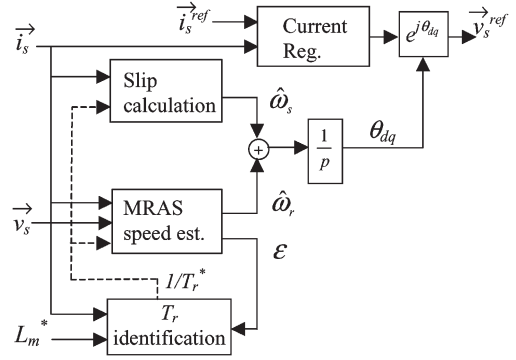 i_s^ref
Current
Reg.
e^jθ_dq
v_s^ref
i_s
Slip
calculation
ω̂_s
+
1
p
θ_dq
MRAS
speed est.
ω̂_r
v_s
ε
1/T_r*
T_r
identification
L_m*